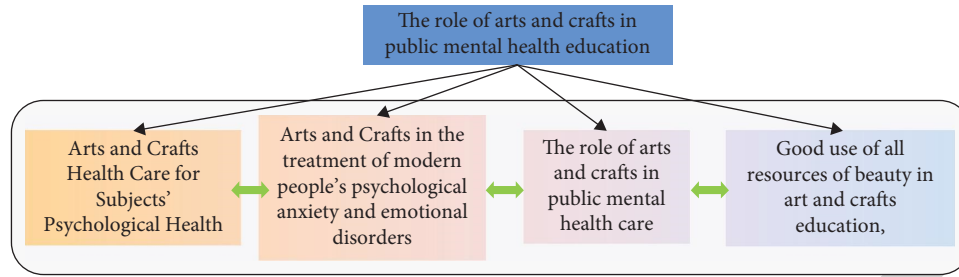 The role of arts and crafts in
public mental health education
Arts and Crafts
Health Care for
Subjects’
Psychological Health
Arts and Crafts in the
treatment of modern
people’s psychological
anxiety and emotional
disorders
The role of arts
and crafts in
public mental
health care
Good use of all
resources of beauty in
art and crafts
education,